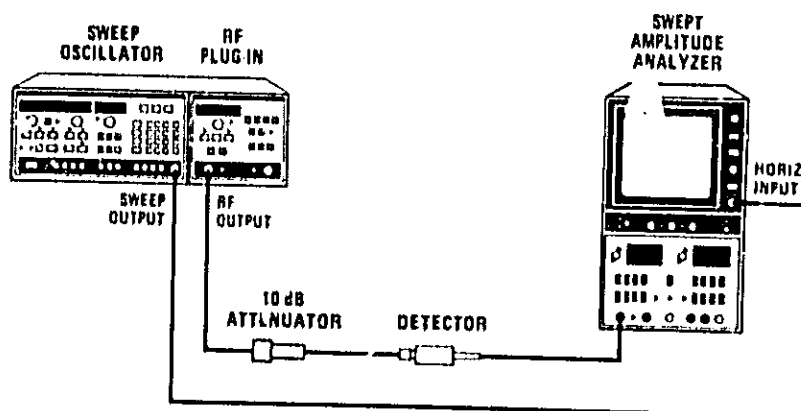 SWEEP
OSCILLATOR
RF
PLUG-IN
SWEPT
AMPLITUDE
ANALYZER
HORIZ
INPUT
SWEEP
OUTPUT
RF
OUTPUT
10 dB
ATTENUATOR
DETECTOR